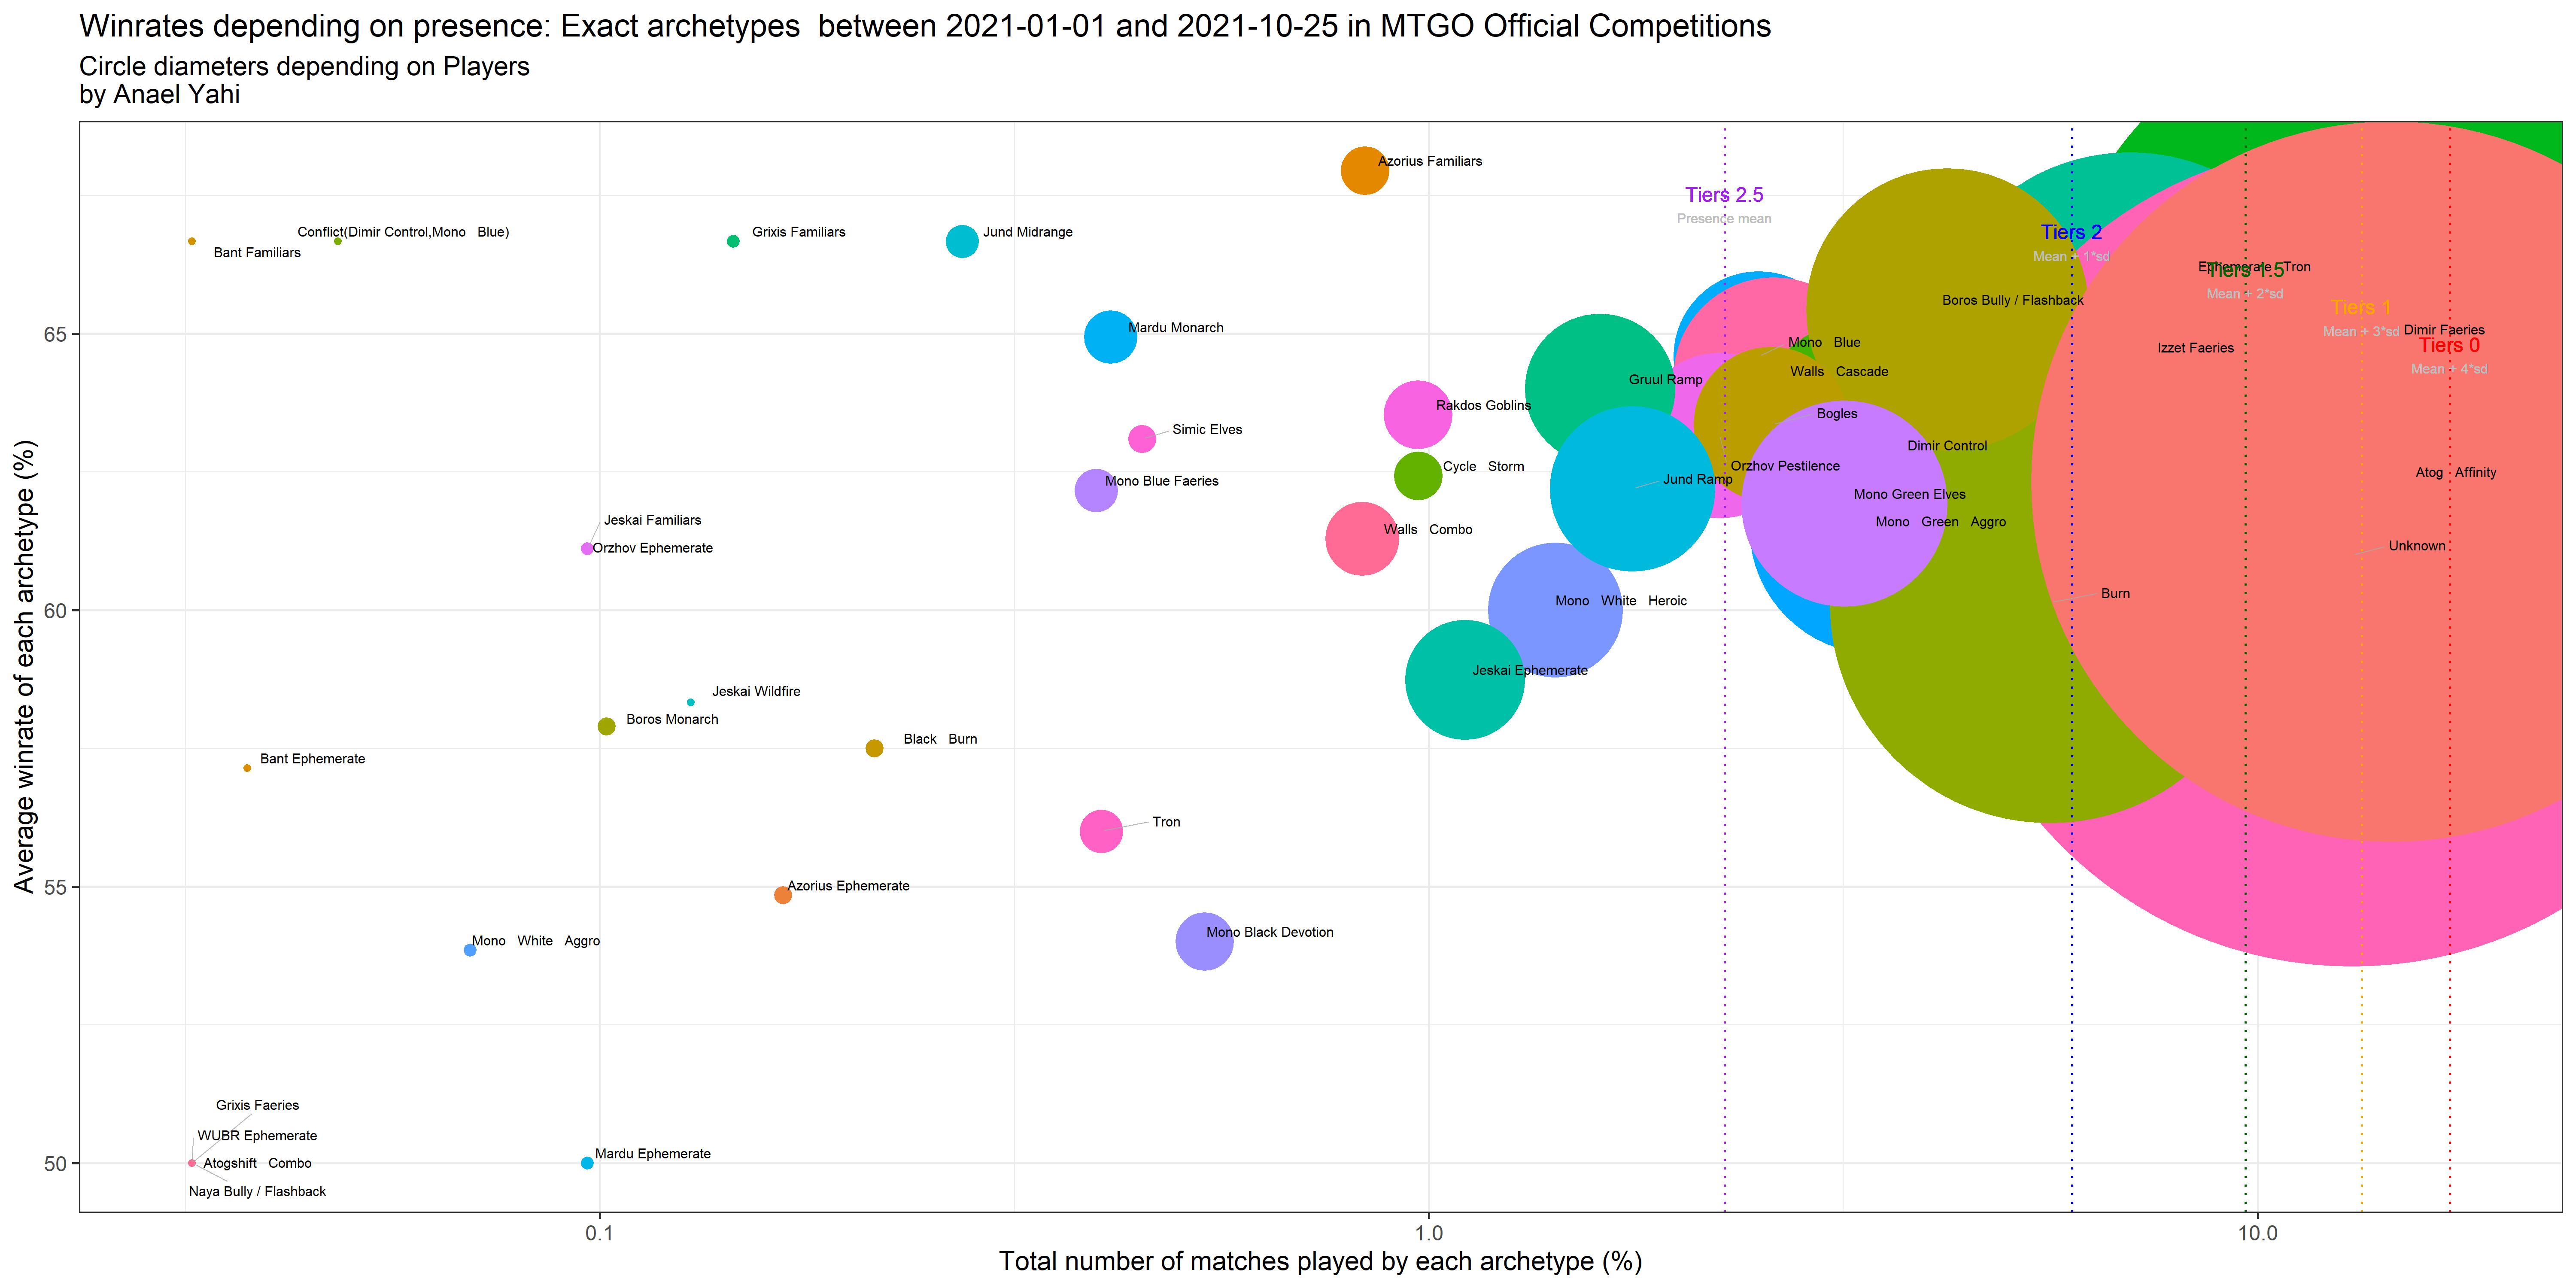 Winrates depending on presence: Exact archetypes  between 2021-01-01 and 2021-10-25 in MTGO Official Competitions
Circle diameters depending on Players
by Anael Yahi
Azorius Familiars
Tiers 2.5
Presence mean
Conflict(Dimir Control,Mono   Blue)
Bant Familiars
Grixis Familiars
Jund Midrange
Tiers 2
Mean + 1*sd
Ephemerate   Tron
Tiers 1.5
Mean + 2*sd
Boros Bully / Flashback
Tiers 1
Mean + 3*sd
Dimir Faeries
Tiers 0
Mean + 4*sd
Izzet Faeries
65
Mardu Monarch
Mono   Blue
Walls   Cascade
Gruul Ramp
Rakdos Goblins
Bogles
Simic Elves
Dimir Control
Cycle   Storm
Orzhov Pestilence
Atog   Affinity
Mono Blue Faeries
Jund Ramp
Mono Green Elves
Jeskai Familiars
Mono   Green   Aggro
Walls   Combo
Orzhov Ephemerate
Unknown
60
Mono   White   Heroic
Burn
Jeskai Ephemerate
Jeskai Wildfire
Boros Monarch
Black   Burn
Bant Ephemerate
Tron
55
Azorius Ephemerate
Mono   White   Aggro
Mono Black Devotion
Grixis Faeries
WUBR Ephemerate
50
Atogshift   Combo
Mardu Ephemerate
Naya Bully / Flashback
0.1
1.0
10.0
Total number of matches played by each archetype (%)
Average winrate of each archetype (%)